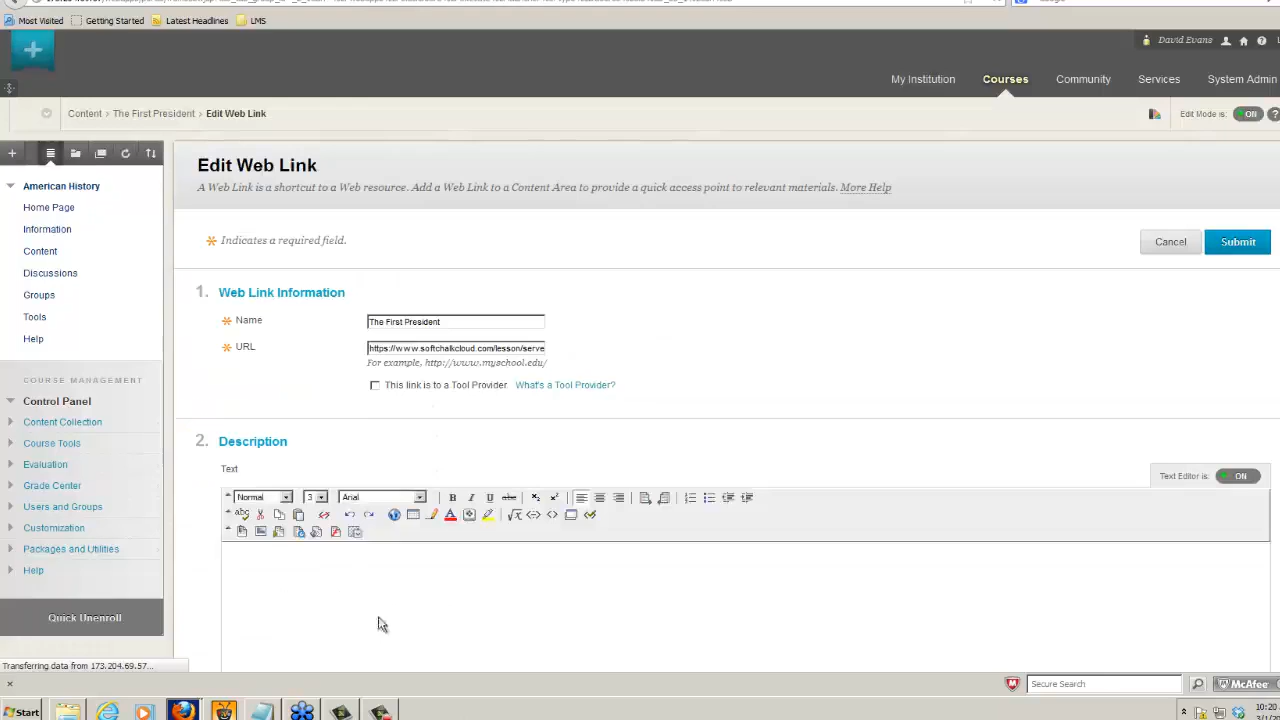 Most Visited Getting Started Latest Headlines LMS
David Evans
My Institution Courses Community Services System Admin
Content > The First President > Edit Web Link
Edit Mode is: ON ?
American History
Home Page
Information
Content
Discussions
Groups
Tools
Help
COURSE MANAGEMENT
Control Panel
Content Collection
Course Tools
Evaluation
Grade Center
Users and Groups
Customization
Packages and Utilities
Help
Quick Unenroll
Edit Web Link
A Web Link is a shortcut to a Web resource. Add a Web Link to a Content Area to provide a quick access point to relevant materials. More Help
Indicates a required field.
Cancel Submit
1. Web Link Information
Name The First President
URL https://www.softchalkcloud.com/lesson/serve
For example, http://www.myschool.edu/
This link is to a Tool Provider What's a Tool Provider?
2. Description
Text
Text Editor is: ON
Normal 3 Arial
Transferring data from 173.204.69.57...
Secure Search McAfee
Start
10:20